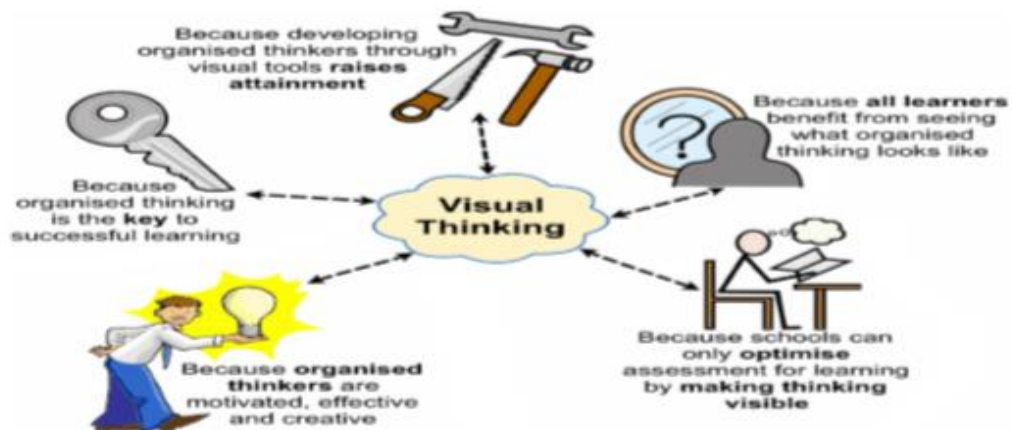 Because developing
organised thinkers through
visual tools raises
attainment
Because all learners
benefit from seeing
what organised
thinking looks like
Because
organised thinking
is the key to
successful learning
Visual
Thinking
?
Because organised
thinkers are
motivated, effective
and creative
Because schools can
only optimise
assessment for learning
by making thinking
visible